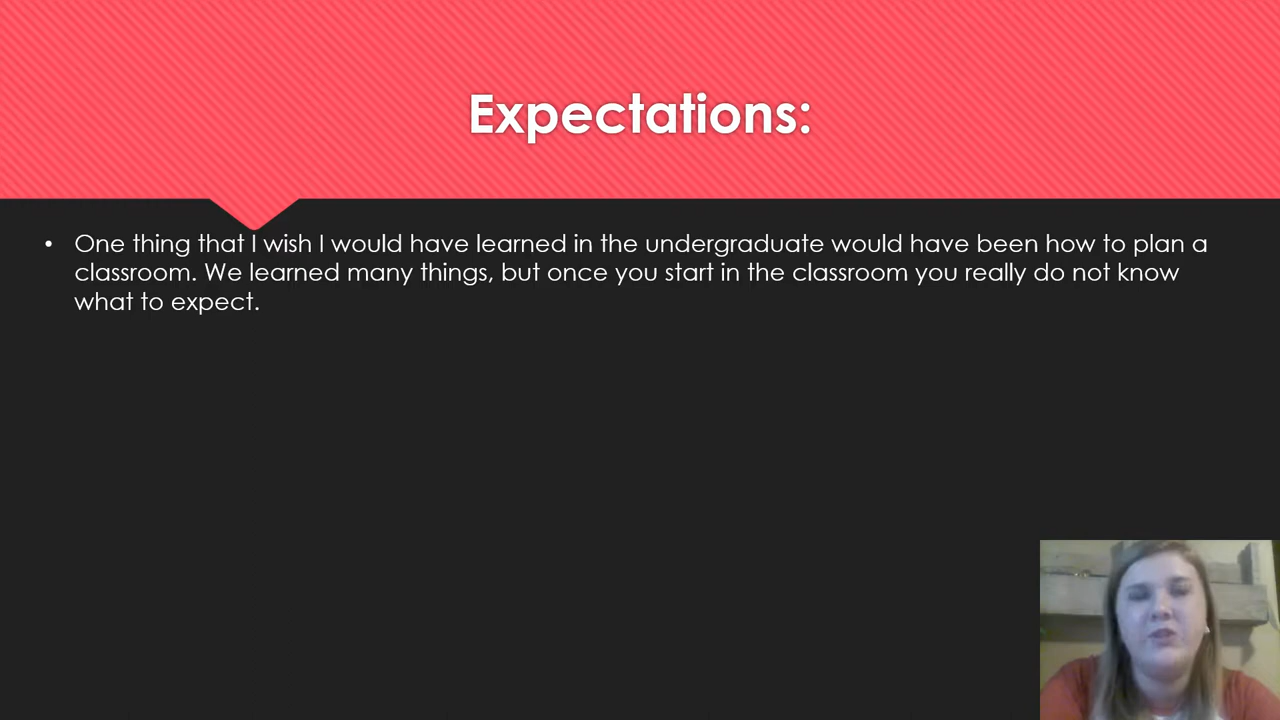 Expectations:
• One thing that I wish I would have learned in the undergraduate would have been how to plan a
classroom. We learned many things, but once you start in the classroom you really do not know
what to expect.